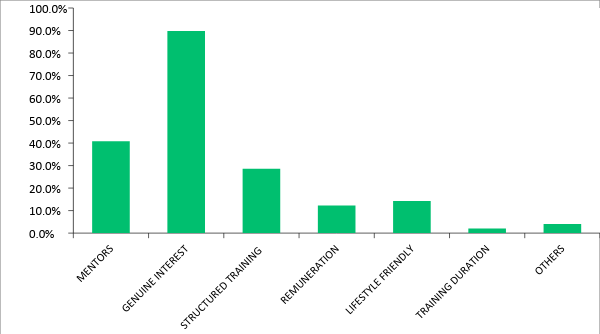 100.0%
90.0%
80.0%
70.0%
60.0%
50.0%
40.0%
30.0%
20.0%
10.0%
0.0%
MENTORS
GENUINE INTEREST
STRUCTURED TRAINING
REMUNERATION
LIFESTYLE FRIENDLY
TRAINING DURATION
OTHERS